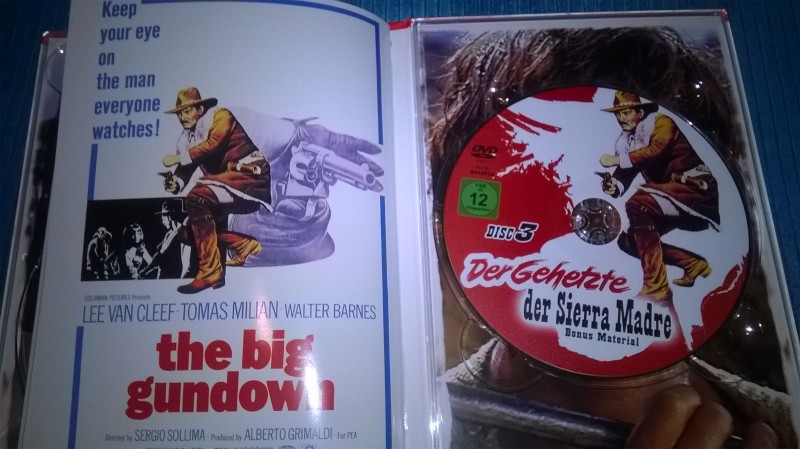 Keep
your eye
on
the man
everyone
watches!
COLUMBIA PICTURES Presents
LEE VAN CLEEF · TOMAS MILIAN · WALTER BARNES
the big
gundown
Directed by SERGIO SOLLIMA · Produced by ALBERTO GRIMALDI · For PEA
DVD
FSK
12
DISC 3
Der Gehetzte
der Sierra Madre
Bonus Material